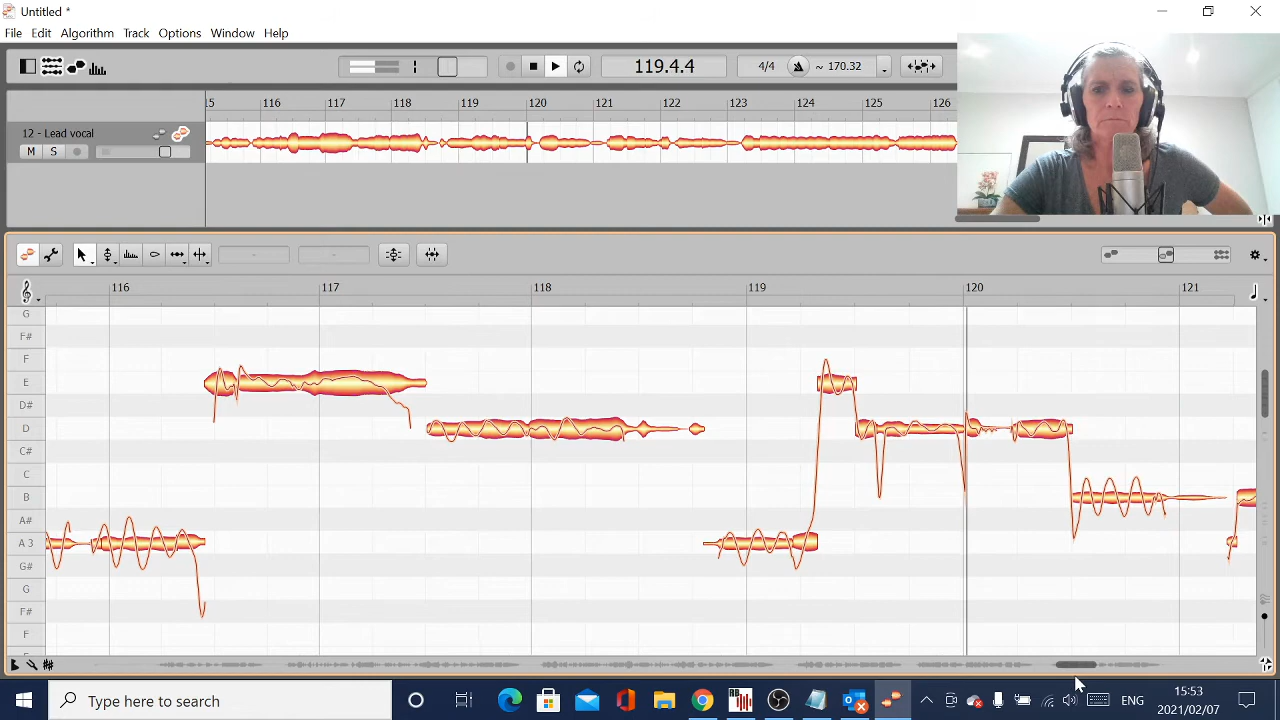 Untitled *
File Edit Algorithm Track Options Window Help
119.4.4
4/4 ~ 170.32
15 116 117 118 119 120 121 122 123 124 125 126
12 - Lead vocal
M S
116 117 118 119 120 121
G
F#
F
E
D#
D
C#
C
B
A#
A 3
G#
G
F#
F
Type here to search
RB
ENG
15:53
2021/02/07